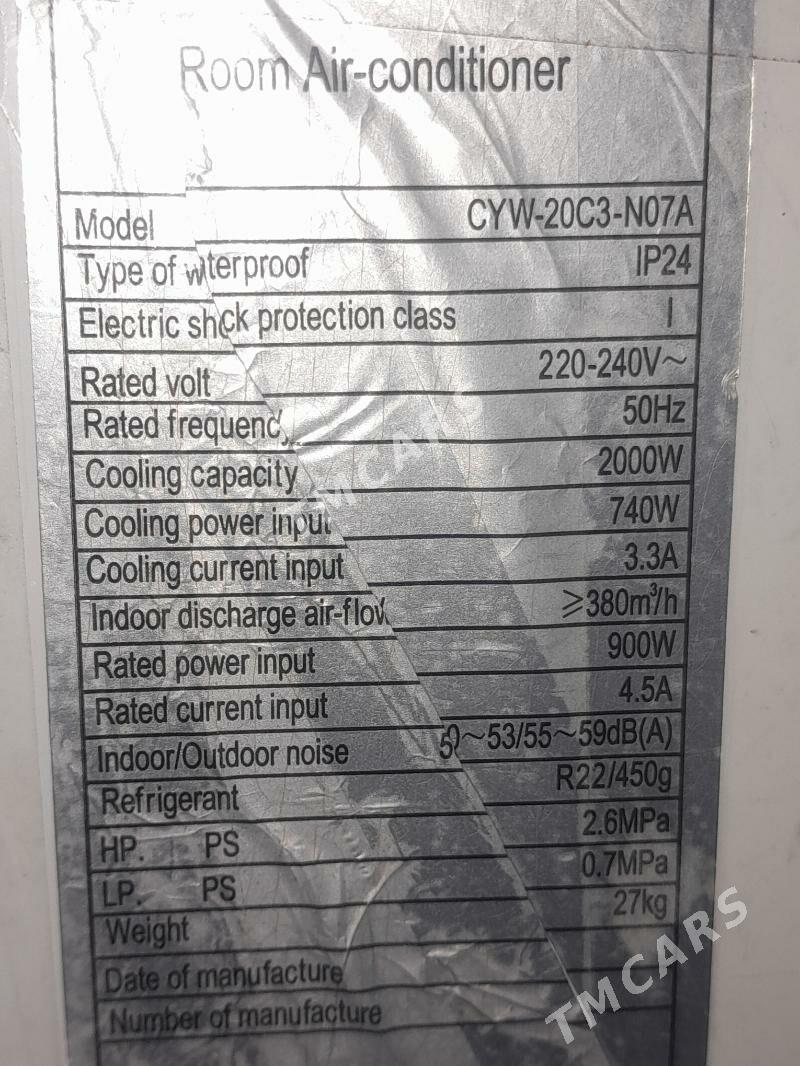 Room Air-conditioner
Model CYW-20C3-N07A
Type of wterproof IP24
Electric shck protection class I
Rated volt 220-240V~
Rated frequenc 50Hz
Cooling capacity 2000W
Cooling power input 740W
Cooling current input 3.3A
Indoor discharge air-flow ≥380m³/h
Rated power input 900W
Rated current input 4.5A
Indoor/Outdoor noise 50~53/55~59dB(A)
Refrigerant R22/450g
HP. PS 2.6MPa
LP. PS 0.7MPa
Weight 27kg
Date of manufacture
Number of manufacture
TMCARS
TMCARS